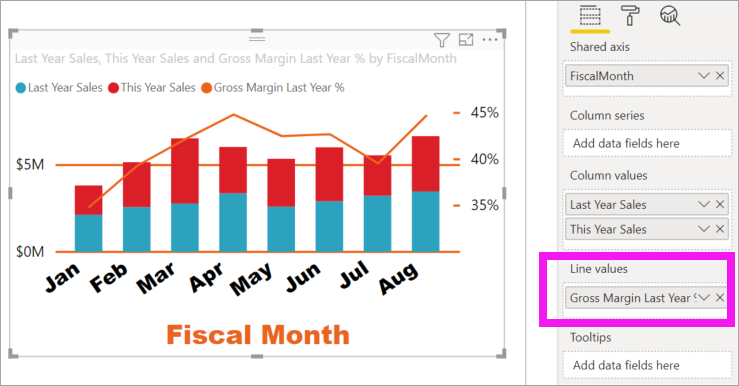 Last Year Sales, This Year Sales and Gross Margin Last Year % by FiscalMonth
Last Year Sales This Year Sales Gross Margin Last Year %
$5M
$0M
45%
40%
35%
Jan Feb Mar Apr May Jun Jul Aug
Fiscal Month
Shared axis
FiscalMonth
Column series
Add data fields here
Column values
Last Year Sales
This Year Sales
Line values
Gross Margin Last Year
Tooltips
Add data fields here